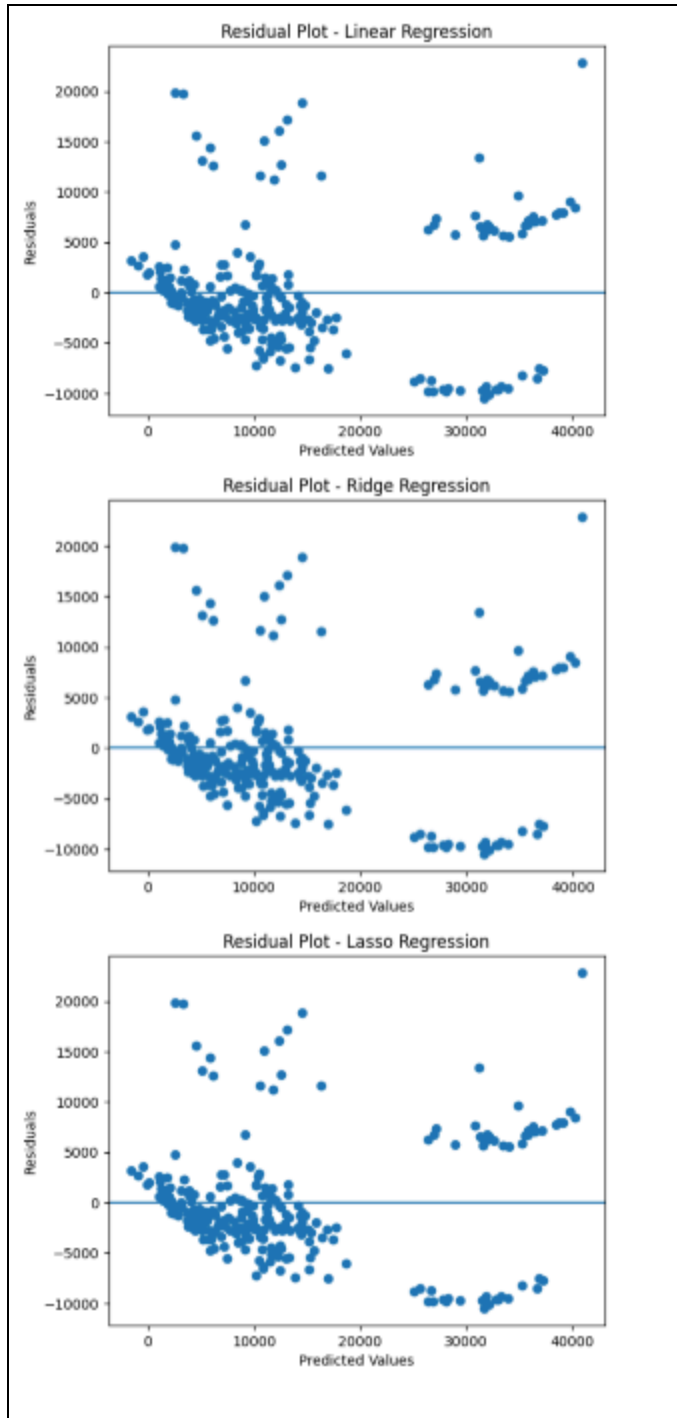 Residual Plot - Linear Regression
20000
15000
10000
5000
0
−5000
−10000
Residuals
0 10000 20000 30000 40000
Predicted Values
Residual Plot - Ridge Regression
20000
15000
10000
5000
0
−5000
−10000
Residuals
0 10000 20000 30000 40000
Predicted Values
Residual Plot - Lasso Regression
20000
15000
10000
5000
0
−5000
−10000
Residuals
0 10000 20000 30000 40000
Predicted Values